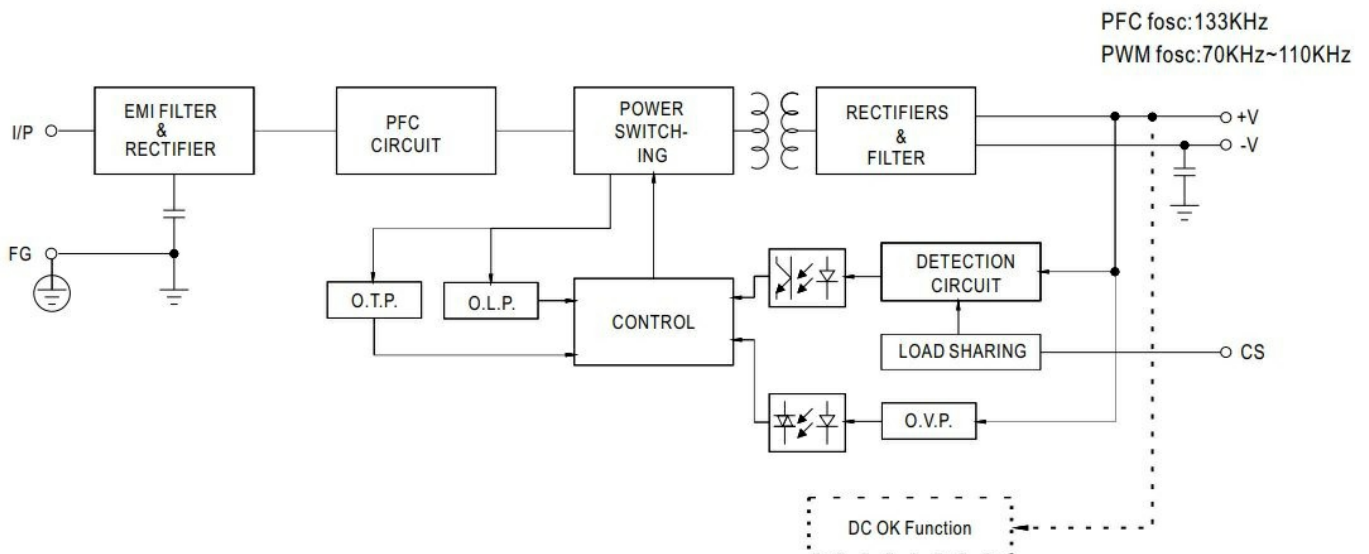 PFC fosc:133KHz
PWM fosc:70KHz~110KHz
I/P
EMI FILTER
&
RECTIFIER
PFC
CIRCUIT
POWER
SWITCH-
ING
RECTIFIERS
&
FILTER
+V
-V
FG
O.T.P.
O.L.P.
CONTROL
DETECTION
CIRCUIT
LOAD SHARING
CS
O.V.P.
DC OK Function